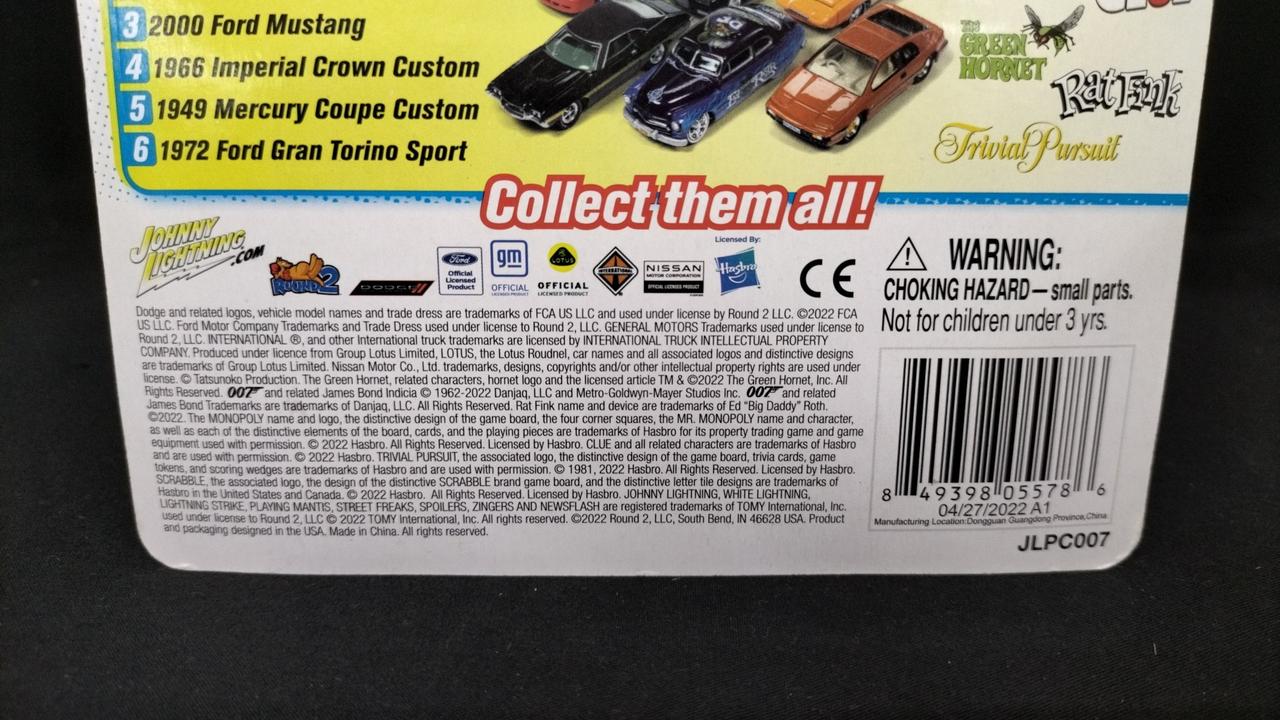 3 2000 Ford Mustang
4 1966 Imperial Crown Custom
5 1949 Mercury Coupe Custom
6 1972 Ford Gran Torino Sport
The
GREEN
HORNET
Rat Fink
Trivial Pursuit
Collect them all!
JOHNNY
LIGHTNING.COM
ROUND 2
DODGE
Ford
Official
Licensed
Product
gm
OFFICIAL
LICENSED PRODUCT
LOTUS
OFFICIAL
LICENSED PRODUCT
INTERNATIONAL
NISSAN
MOTOR CORPORATION
OFFICIAL LICENSED PRODUCT
Licensed By:
Hasbro
CE
WARNING:
CHOKING HAZARD — small parts.
Not for children under 3 yrs.
Dodge and related logos, vehicle model names and trade dress are trademarks of FCA US LLC and used under license by Round 2 LLC. ©2022 FCA
US LLC. Ford Motor Company Trademarks and Trade Dress used under license to Round 2, LLC. GENERAL MOTORS Trademarks used under license to
Round 2, LLC. INTERNATIONAL ®, and other International truck trademarks are licensed by INTERNATIONAL TRUCK INTELLECTUAL PROPERTY
COMPANY. Produced under licence from Group Lotus Limited, LOTUS, the Lotus Roudnel, car names and all associated logos and distinctive designs
are trademarks of Group Lotus Limited. Nissan Motor Co., Ltd. trademarks, designs, copyrights and/or other intellectual property rights are used under
license. © Tatsunoko Production. The Green Hornet, related characters, hornet logo and the licensed article TM & ©2022 The Green Hornet, Inc. All
Rights Reserved. 007 and related James Bond Indicia © 1962-2022 Danjaq, LLC and Metro-Goldwyn-Mayer Studios Inc. 007 and related
James Bond Trademarks are trademarks of Danjaq, LLC. All Rights Reserved. Rat Fink name and device are trademarks of Ed "Big Daddy" Roth.
©2022. The MONOPOLY name and logo, the distinctive design of the game board, the four corner squares, the MR. MONOPOLY name and character,
as well as each of the distinctive elements of the board, cards, and the playing pieces are trademarks of Hasbro for its property trading game and game
equipment used with permission. © 2022 Hasbro. All Rights Reserved. Licensed by Hasbro. CLUE and all related characters are trademarks of Hasbro
and are used with permission. © 2022 Hasbro. TRIVIAL PURSUIT, the associated logo, the distinctive design of the game board, trivia cards, game
tokens, and scoring wedges are trademarks of Hasbro and are used with permission. © 1981, 2022 Hasbro. All Rights Reserved. Licensed by Hasbro.
SCRABBLE, the associated logo, the design of the distinctive SCRABBLE brand game board, and the distinctive letter tile designs are trademarks of
Hasbro in the United States and Canada. © 2022 Hasbro. All Rights Reserved. Licensed by Hasbro. JOHNNY LIGHTNING, WHITE LIGHTNING,
LIGHTNING STRIKE, PLAYING MANTIS, STREET FREAKS, SPOILERS, ZINGERS AND NEWSFLASH are registered trademarks of TOMY International, Inc.
used under license to Round 2, LLC © 2022 TOMY International, Inc. All rights reserved. ©2022 Round 2, LLC, South Bend, IN 46628 USA. Product
and packaging designed in the USA. Made in China. All rights reserved.
8 49398 05578 6
04/27/2022 A1
Manufacturing Location:Dongguan Guangdong Province,China
JLPC007